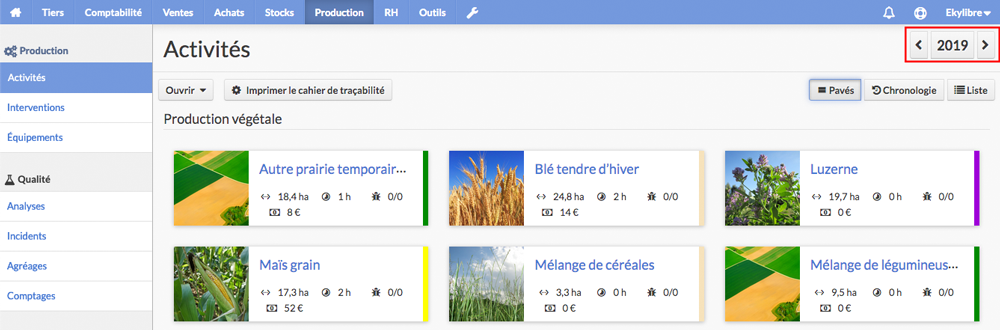 Tiers Comptabilité Ventes Achats Stocks Production RH Outils Ekylibre
Production
Activités
Interventions
Équipements
Qualité
Analyses
Incidents
Agréages
Comptages
Activités
2019
Ouvrir Imprimer le cahier de traçabilité Pavés Chronologie Liste
Production végétale
Autre prairie temporair...
18,4 ha 1 h 0/0
8 €
Blé tendre d'hiver
24,8 ha 2 h 0/0
14 €
Luzerne
19,7 ha 0 h 0/0
0 €
Maïs grain
17,3 ha 2 h 0/0
52 €
Mélange de céréales
3,3 ha 0 h 0/0
0 €
Mélange de légumineus...
9,5 ha 0 h 0/0
0 €